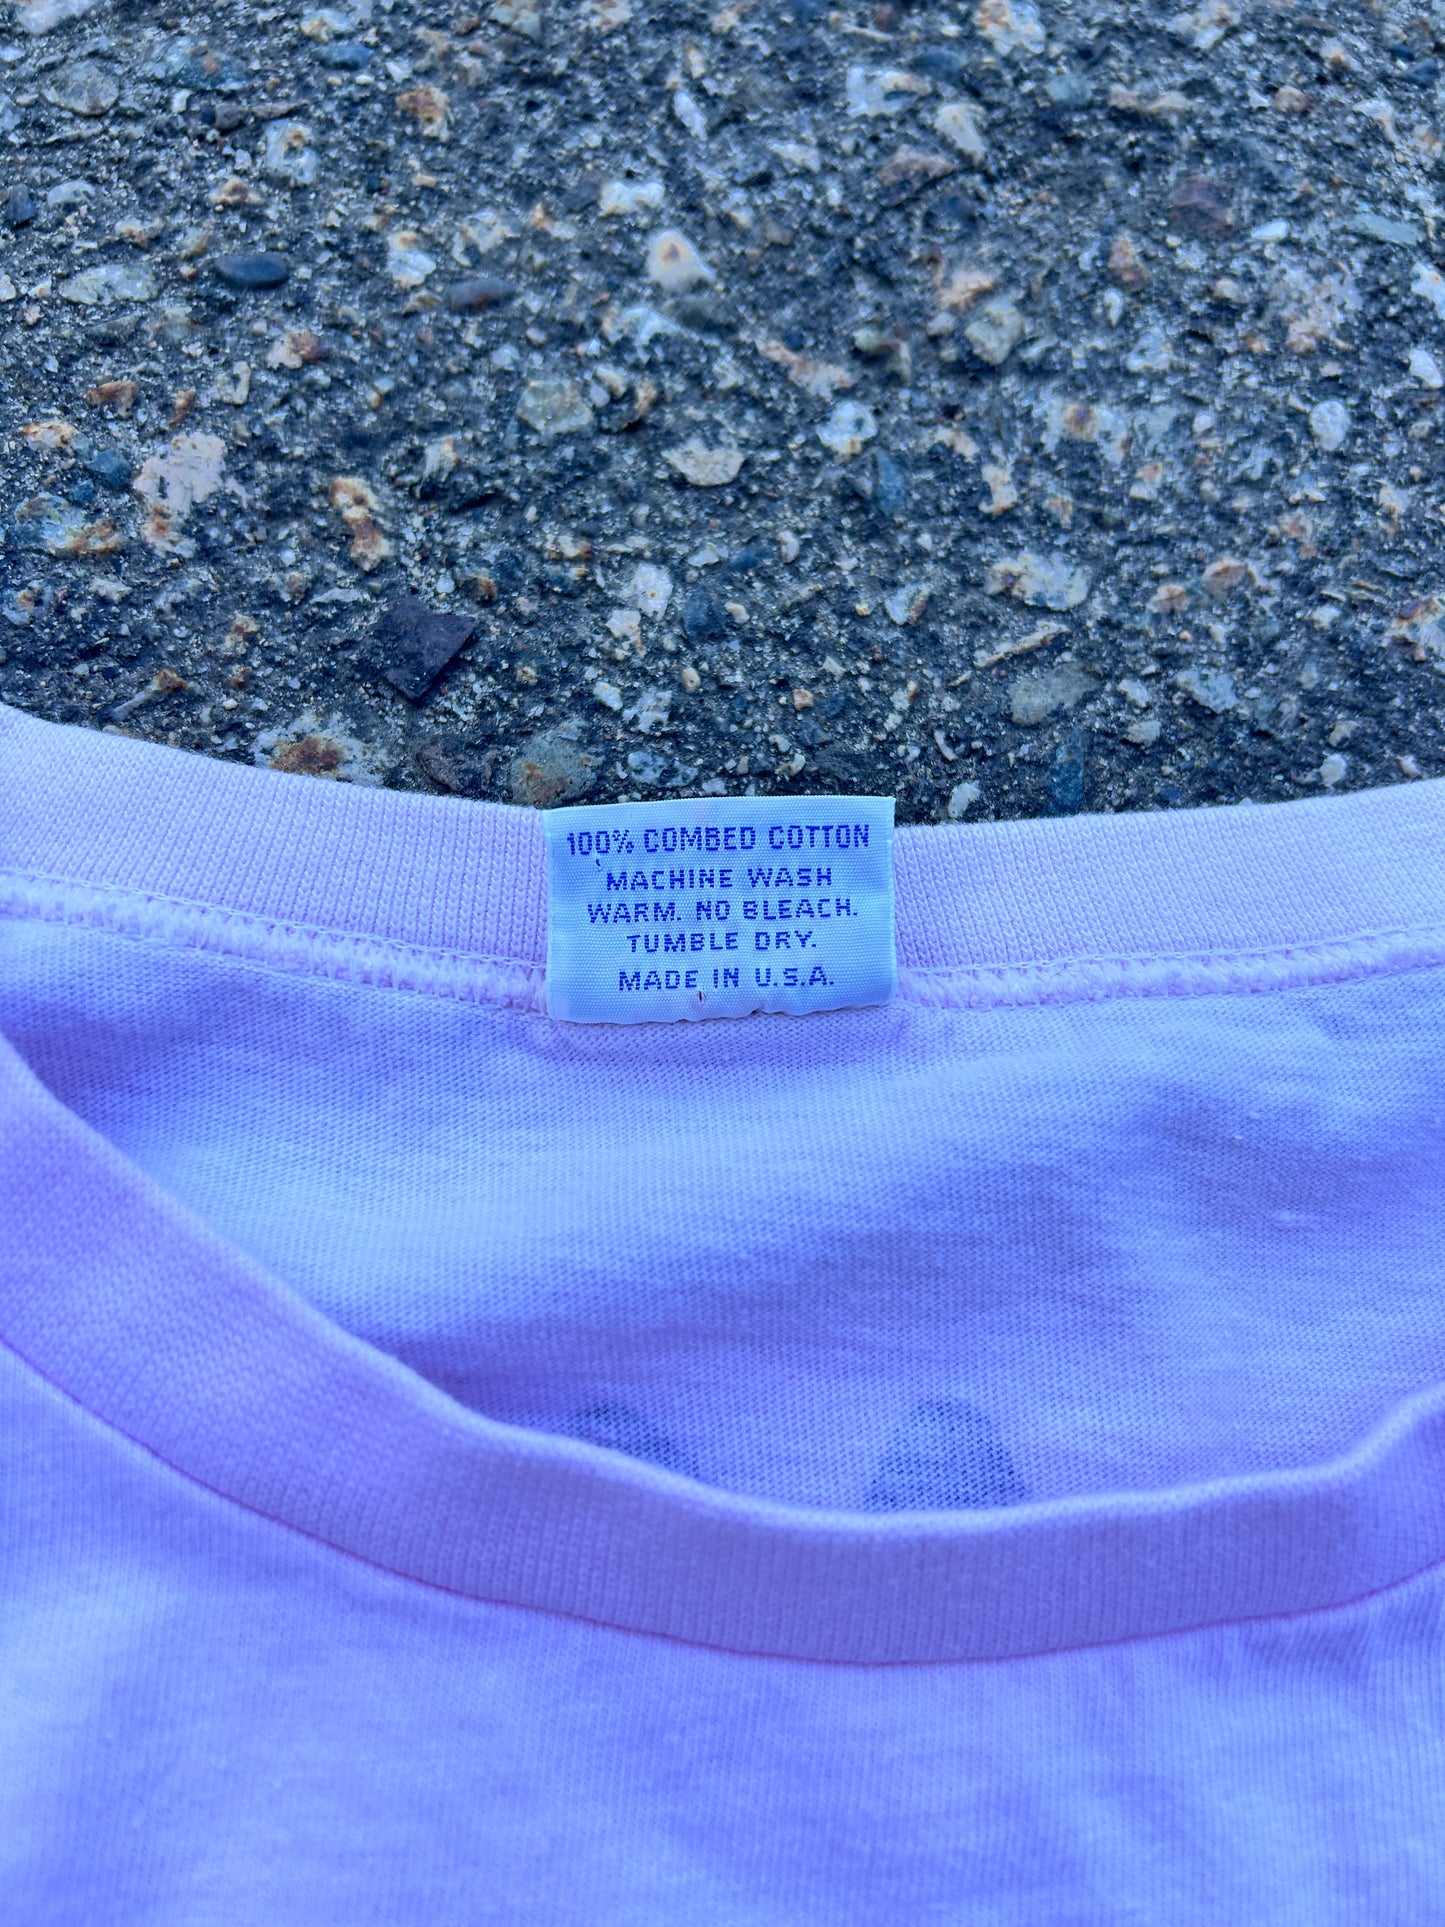 100% COMBED COTTON
MACHINE WASH
WARM. NO BLEACH.
TUMBLE DRY.
MADE IN U.S.A.